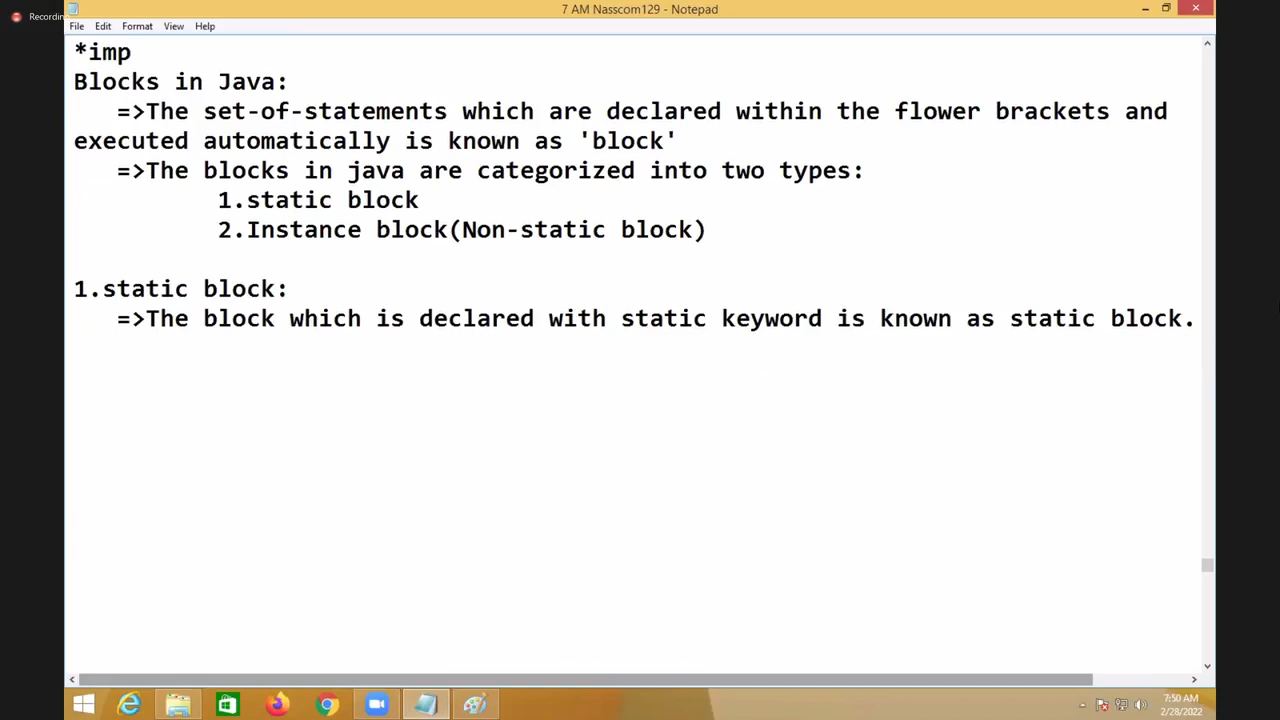 Recording
7 AM Nasscom129 - Notepad
File Edit Format View Help
*imp
Blocks in Java:
=>The set-of-statements which are declared within the flower brackets and
executed automatically is known as 'block'
=>The blocks in java are categorized into two types:
1.static block
2.Instance block(Non-static block)
1.static block:
=>The block which is declared with static keyword is known as static block.
7:50 AM
2/28/2022